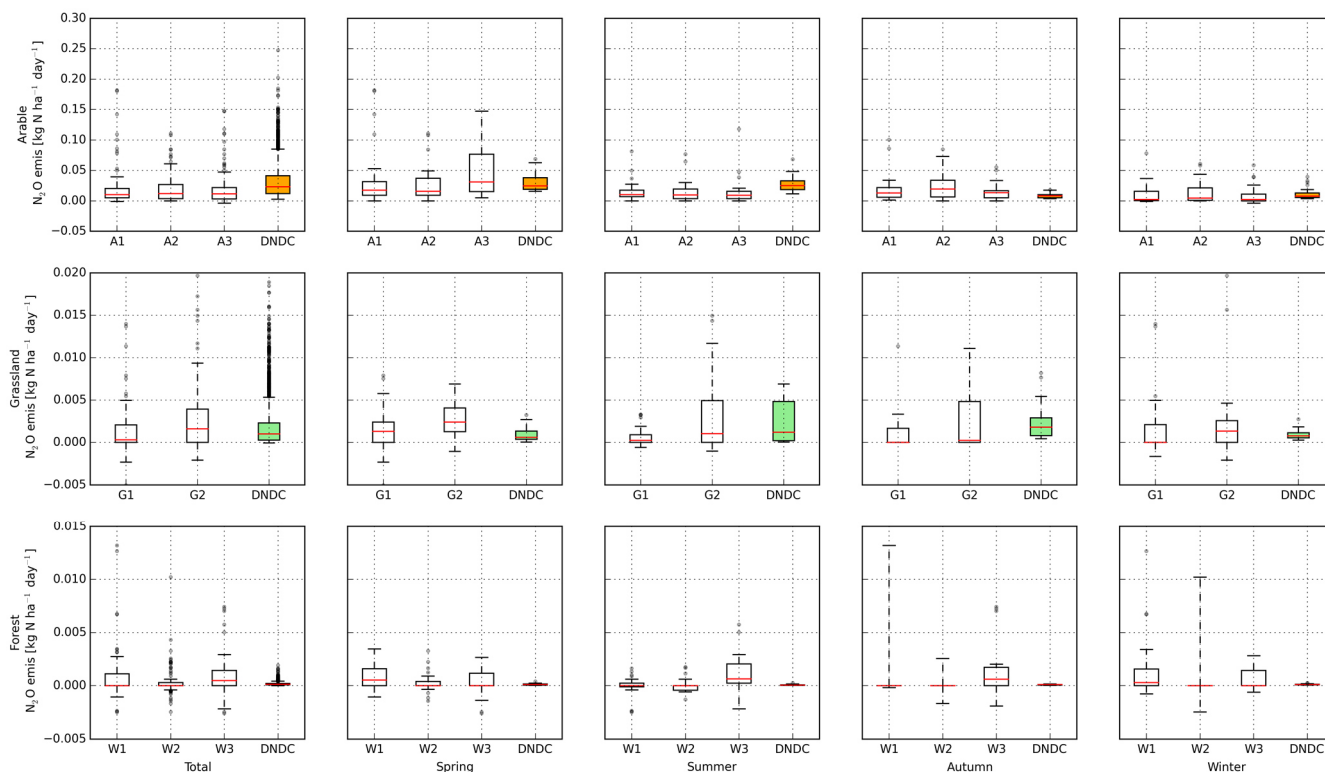 0.30
0.25
0.20
0.15
0.10
0.05
0.00
−0.05
Arable
N₂O emis [kg N ha⁻¹ day⁻¹]
A1 A2 A3 DNDC A1 A2 A3 DNDC A1 A2 A3 DNDC A1 A2 A3 DNDC A1 A2 A3 DNDC
0.020
0.015
0.010
0.005
0.000
−0.005
Grassland
N₂O emis [kg N ha⁻¹ day⁻¹]
G1 G2 DNDC G1 G2 DNDC G1 G2 DNDC G1 G2 DNDC G1 G2 DNDC
0.015
0.010
0.005
0.000
−0.005
Forest
N₂O emis [kg N ha⁻¹ day⁻¹]
W1 W2 W3 DNDC W1 W2 W3 DNDC W1 W2 W3 DNDC W1 W2 W3 DNDC W1 W2 W3 DNDC
Total Spring Summer Autumn Winter